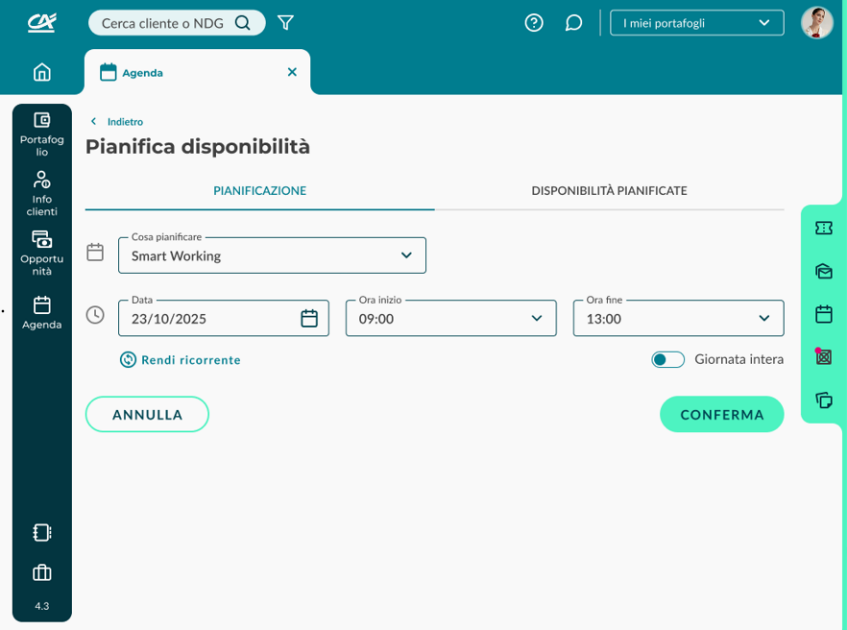 CA
Cerca cliente o NDG
I miei portafogli
Agenda
Portafog
lio
Info
clienti
Opportu
nità
Agenda
4.3
Indietro
Pianifica disponibilità
PIANIFICAZIONE
DISPONIBILITÀ PIANIFICATE
Cosa pianificare
Smart Working
Data
23/10/2025
Ora inizio
09:00
Ora fine
13:00
Rendi ricorrente
Giornata intera
ANNULLA
CONFERMA